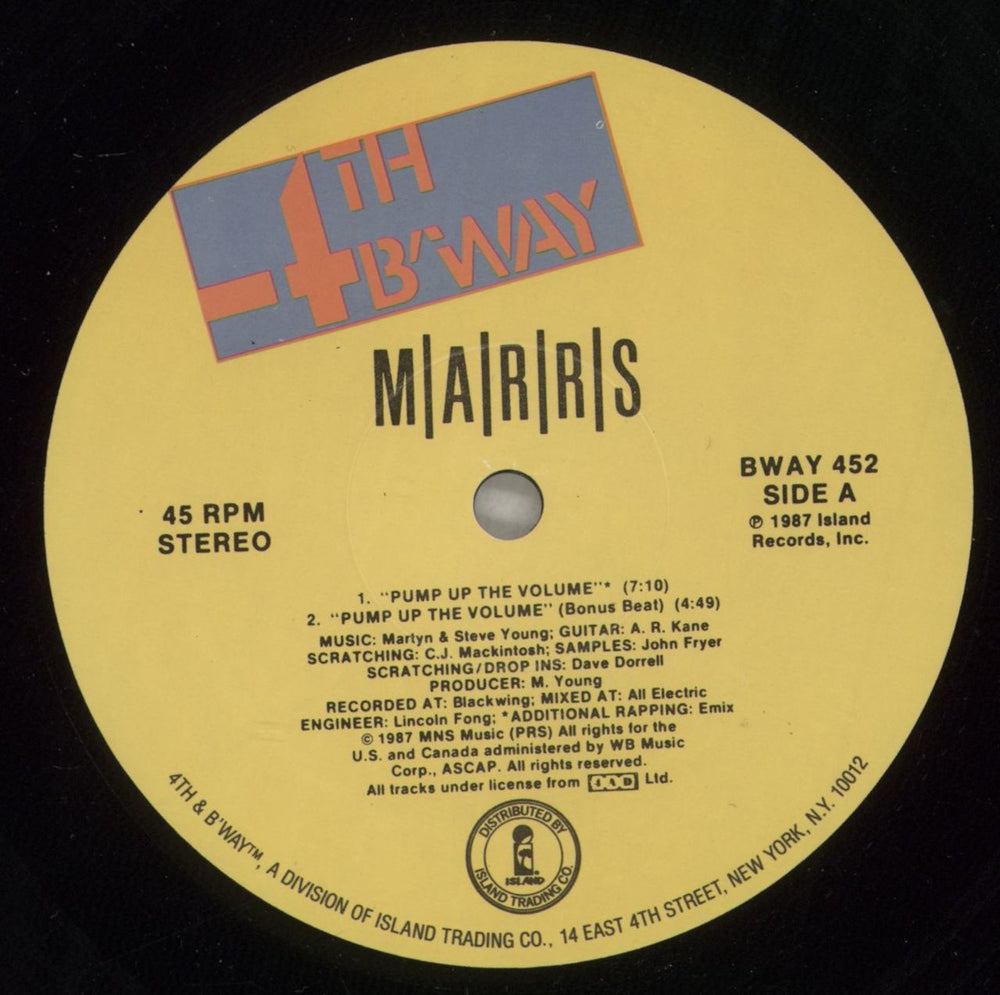 4TH
B'WAY
M|A|R|R|S
BWAY 452
SIDE A
℗ 1987 Island
Records, Inc.
45 RPM
STEREO
1. "PUMP UP THE VOLUME"* (7:10)
2. "PUMP UP THE VOLUME" (Bonus Beat) (4:49)
MUSIC: Martyn & Steve Young; GUITAR: A. R. Kane
SCRATCHING: C.J. Mackintosh; SAMPLES: John Fryer
SCRATCHING/DROP INS: Dave Dorrell
PRODUCER: M. Young
RECORDED AT: Blackwing; MIXED AT: All Electric
ENGINEER: Lincoln Fong; *ADDITIONAL RAPPING: Emix
© 1987 MNS Music (PRS) All rights for the
U.S. and Canada administered by WB Music
Corp., ASCAP. All rights reserved.
All tracks under license from 4AD Ltd.
DISTRIBUTED BY
ISLAND
ISLAND TRADING CO.
4TH & B'WAY™, A DIVISION OF ISLAND TRADING CO., 14 EAST 4TH STREET, NEW YORK, N.Y. 10012